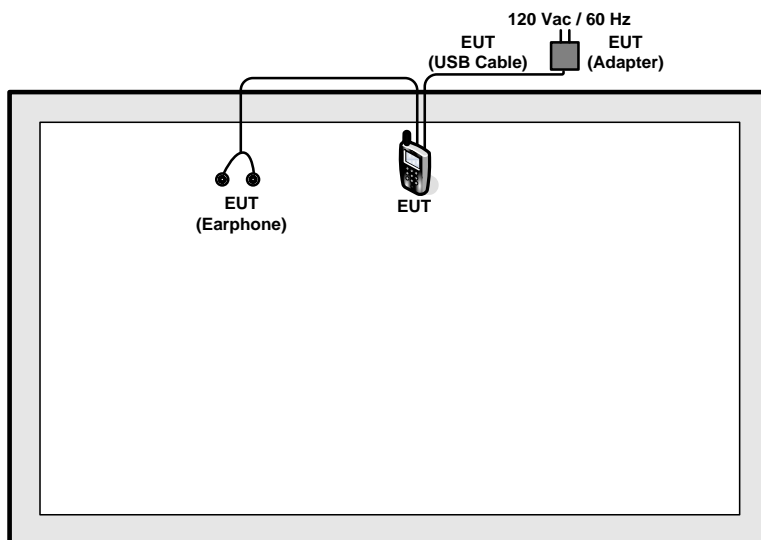 120 Vac / 60 Hz
EUT
(USB Cable)
EUT
(Adapter)
EUT
(Earphone)
EUT